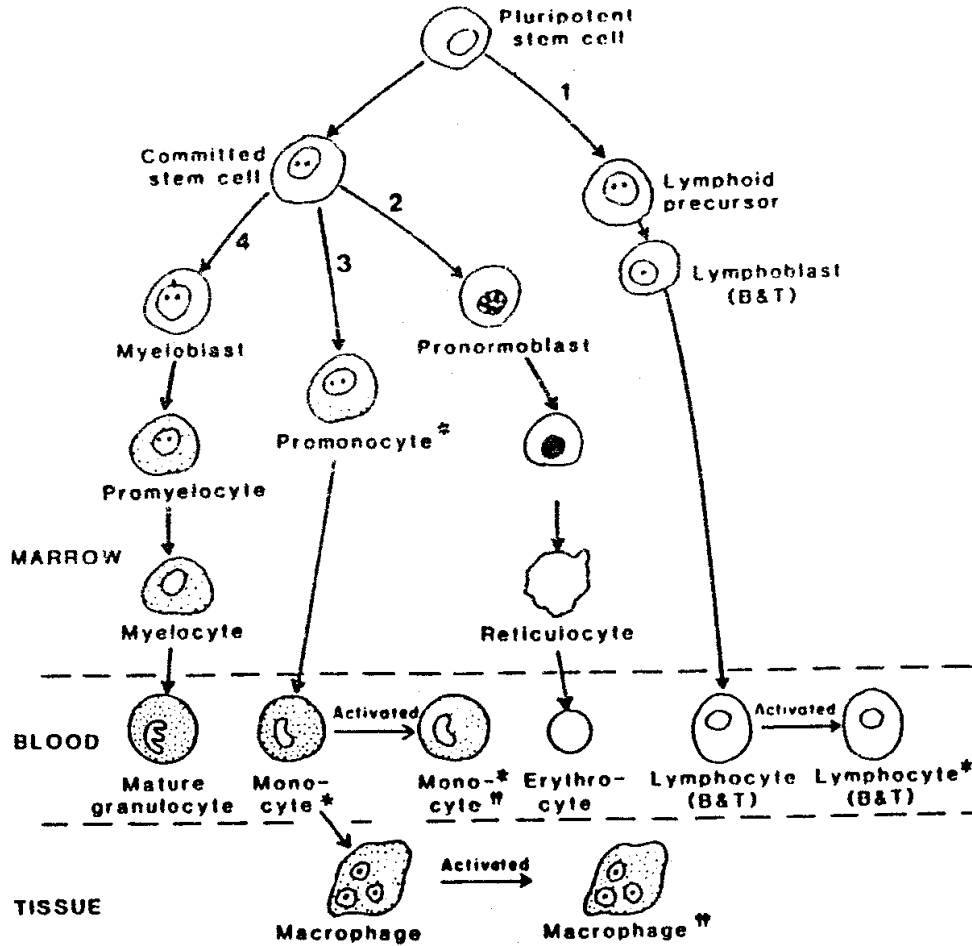 Pluripotent
stem cell
1
Committed
stem cell
Lymphoid
precursor
2
4
3
Lymphoblast
(B&T)
Myeloblast
Pronormoblast
Promonocyte*
Promyelocyte
MARROW
Myelocyte
Reticulocyte
Activated
Activated
BLOOD
Mature
granulocyte
Mono-
cyte*
Mono-*
cyte¶
Erythro-
cyte
Lymphocyte
(B&T)
Lymphocyte*
(B&T)
Activated
TISSUE
Macrophage
Macrophage¶